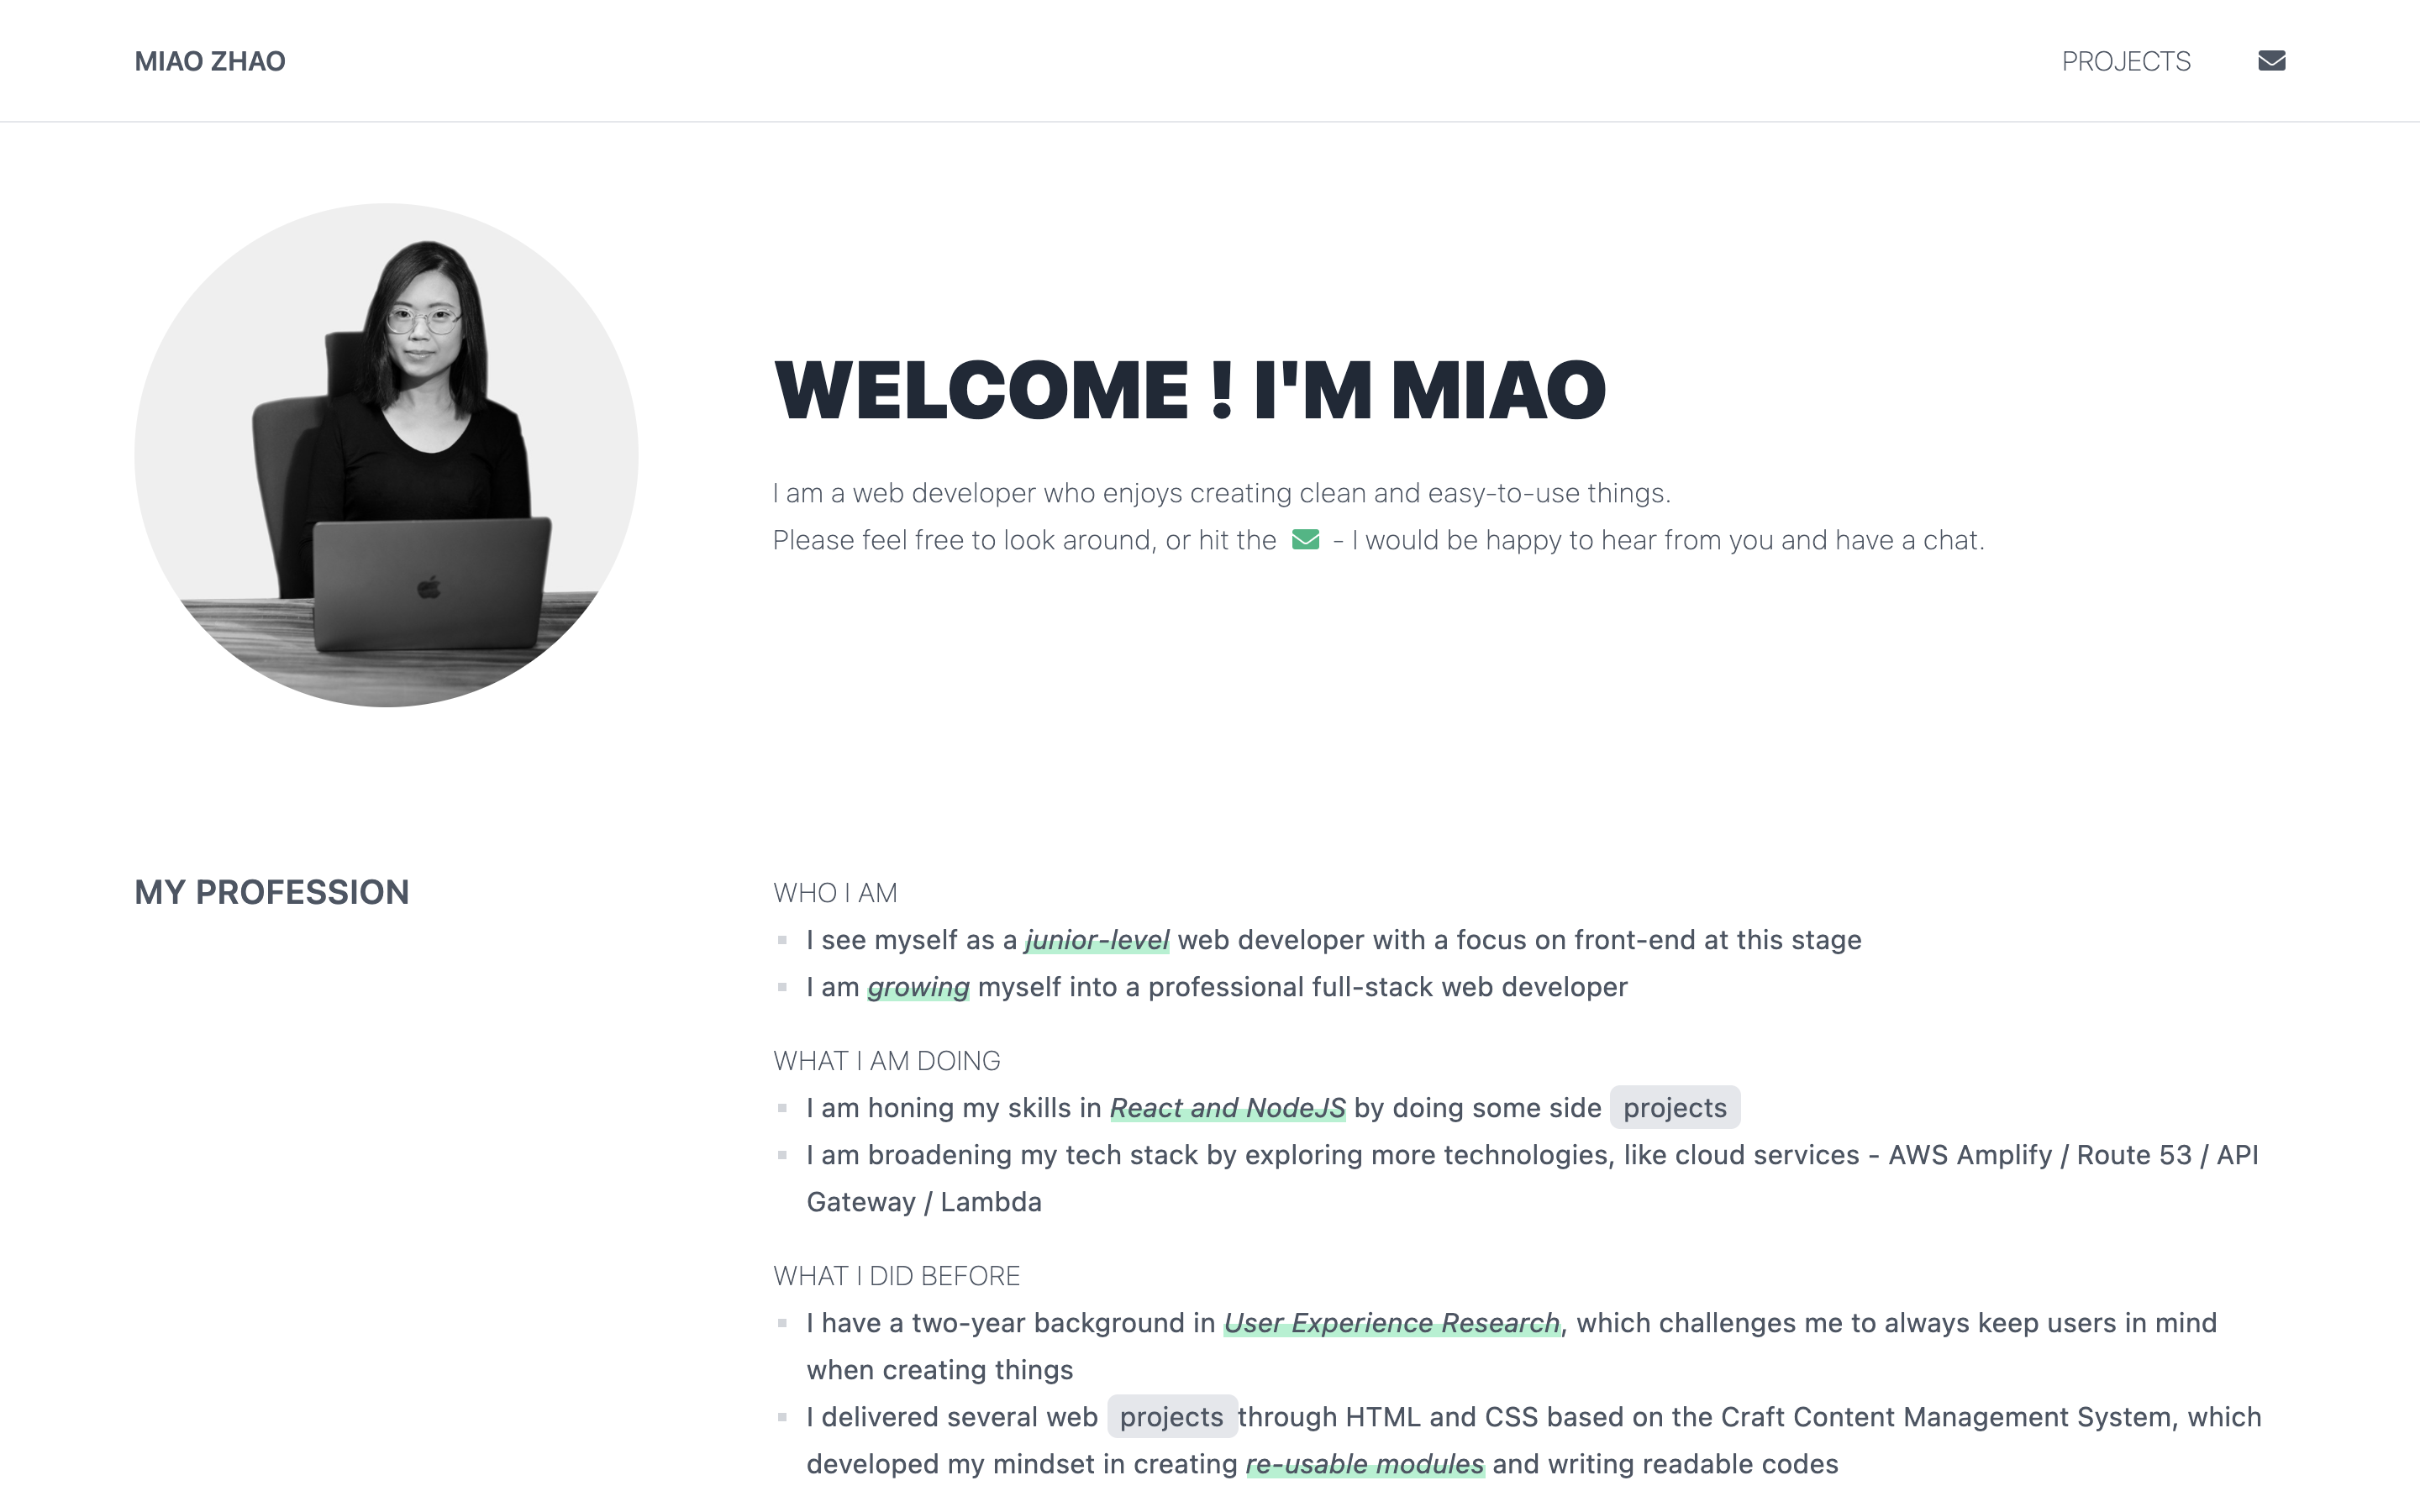 MIAO ZHAO
PROJECTS
WELCOME ! I'M MIAO
I am a web developer who enjoys creating clean and easy-to-use things.
Please feel free to look around, or hit the - I would be happy to hear from you and have a chat.
MY PROFESSION
WHO I AM
I see myself as a junior-level web developer with a focus on front-end at this stage
I am growing myself into a professional full-stack web developer
WHAT I AM DOING
I am honing my skills in React and NodeJS by doing some side projects
I am broadening my tech stack by exploring more technologies, like cloud services - AWS Amplify / Route 53 / API
Gateway / Lambda
WHAT I DID BEFORE
I have a two-year background in User Experience Research, which challenges me to always keep users in mind
when creating things
I delivered several web projects through HTML and CSS based on the Craft Content Management System, which
developed my mindset in creating re-usable modules and writing readable codes